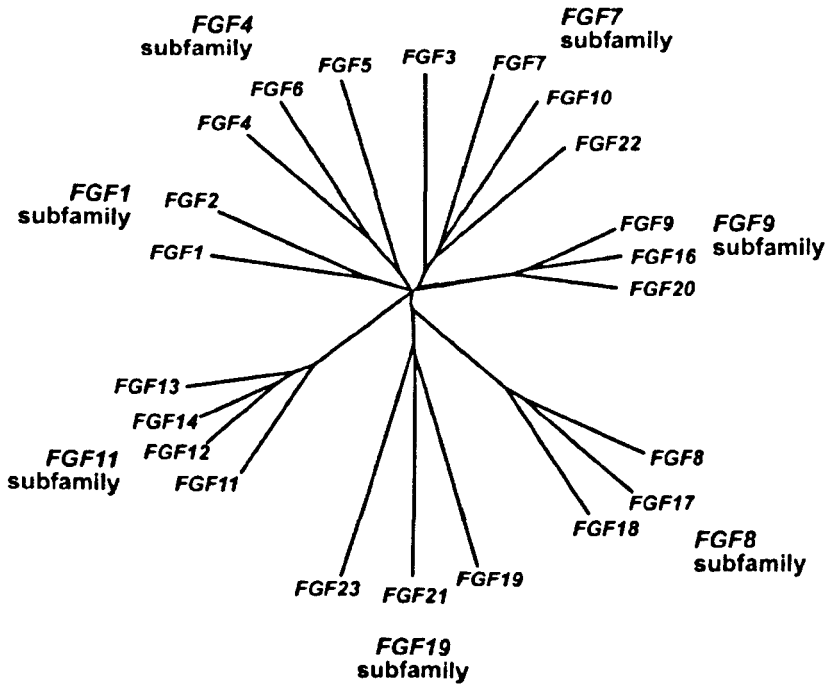 FGF4
subfamily
FGF7
subfamily
FGF5
FGF3
FGF7
FGF6
FGF10
FGF4
FGF22
FGF1
subfamily
FGF2
FGF1
FGF9
FGF16
FGF20
FGF9
subfamily
FGF13
FGF14
FGF12
FGF11
FGF11
subfamily
FGF8
FGF17
FGF18
FGF8
subfamily
FGF23
FGF21
FGF19
FGF19
subfamily